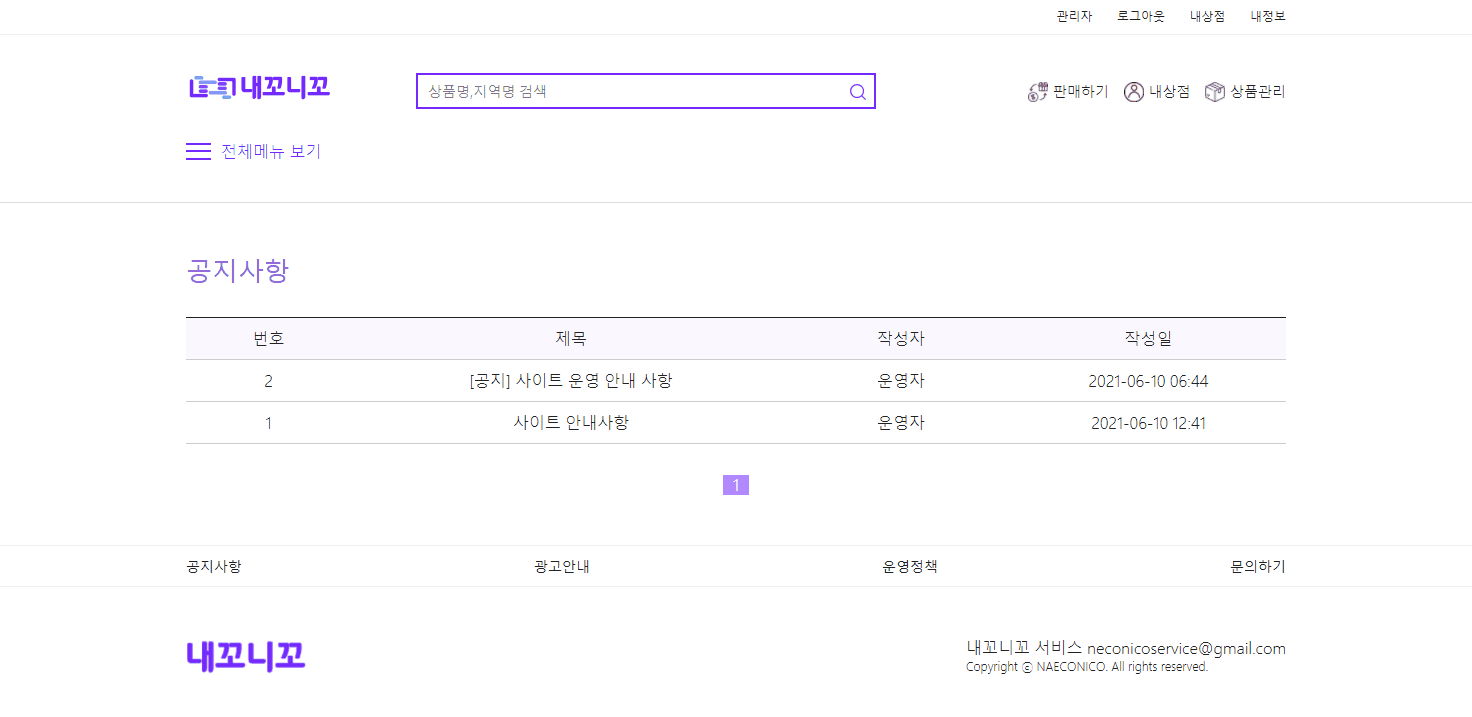 관리자 로그아웃 내상점 내정보
내꼬니꼬 상품명,지역명 검색 판매하기 내상점 상품관리
전체메뉴 보기
공지사항
번호 제목 작성자 작성일
2 [공지] 사이트 운영 안내 사항 운영자 2021-06-10 06:44
1 사이트 안내사항 운영자 2021-06-10 12:41
1
공지사항 광고안내 운영정책 문의하기
내꼬니꼬 내꼬니꼬 서비스 neconicoservice@gmail.com
Copyright ⓒ NAECONICO. All rights reserved.